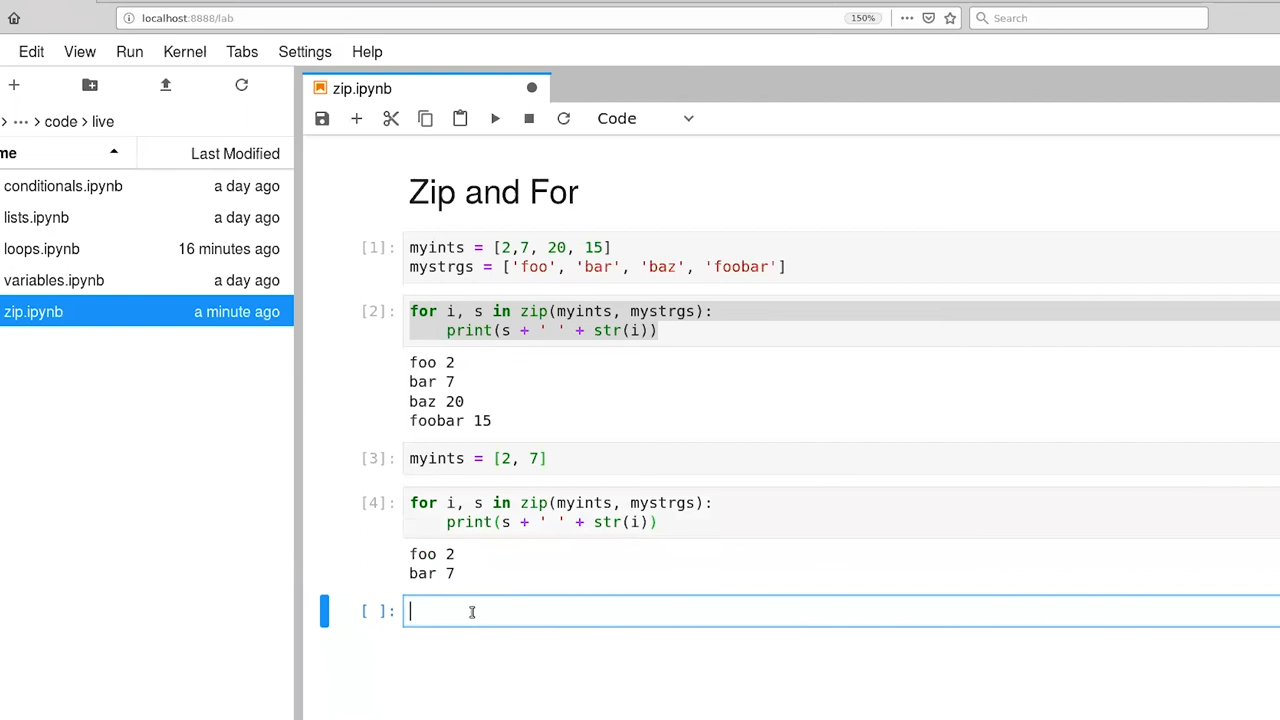 localhost:8888/lab 150% Search
Edit View Run Kernel Tabs Settings Help
zip.ipynb
code live
Code
me Last Modified
conditionals.ipynb a day ago
lists.ipynb a day ago
loops.ipynb 16 minutes ago
variables.ipynb a day ago
zip.ipynb a minute ago
Zip and For
[1]: myints = [2,7, 20, 15]
mystrgs = ['foo', 'bar', 'baz', 'foobar']
[2]: for i, s in zip(myints, mystrgs):
print(s + ' ' + str(i))
foo 2
bar 7
baz 20
foobar 15
[3]: myints = [2, 7]
[4]: for i, s in zip(myints, mystrgs):
print(s + ' ' + str(i))
foo 2
bar 7
[ ]: